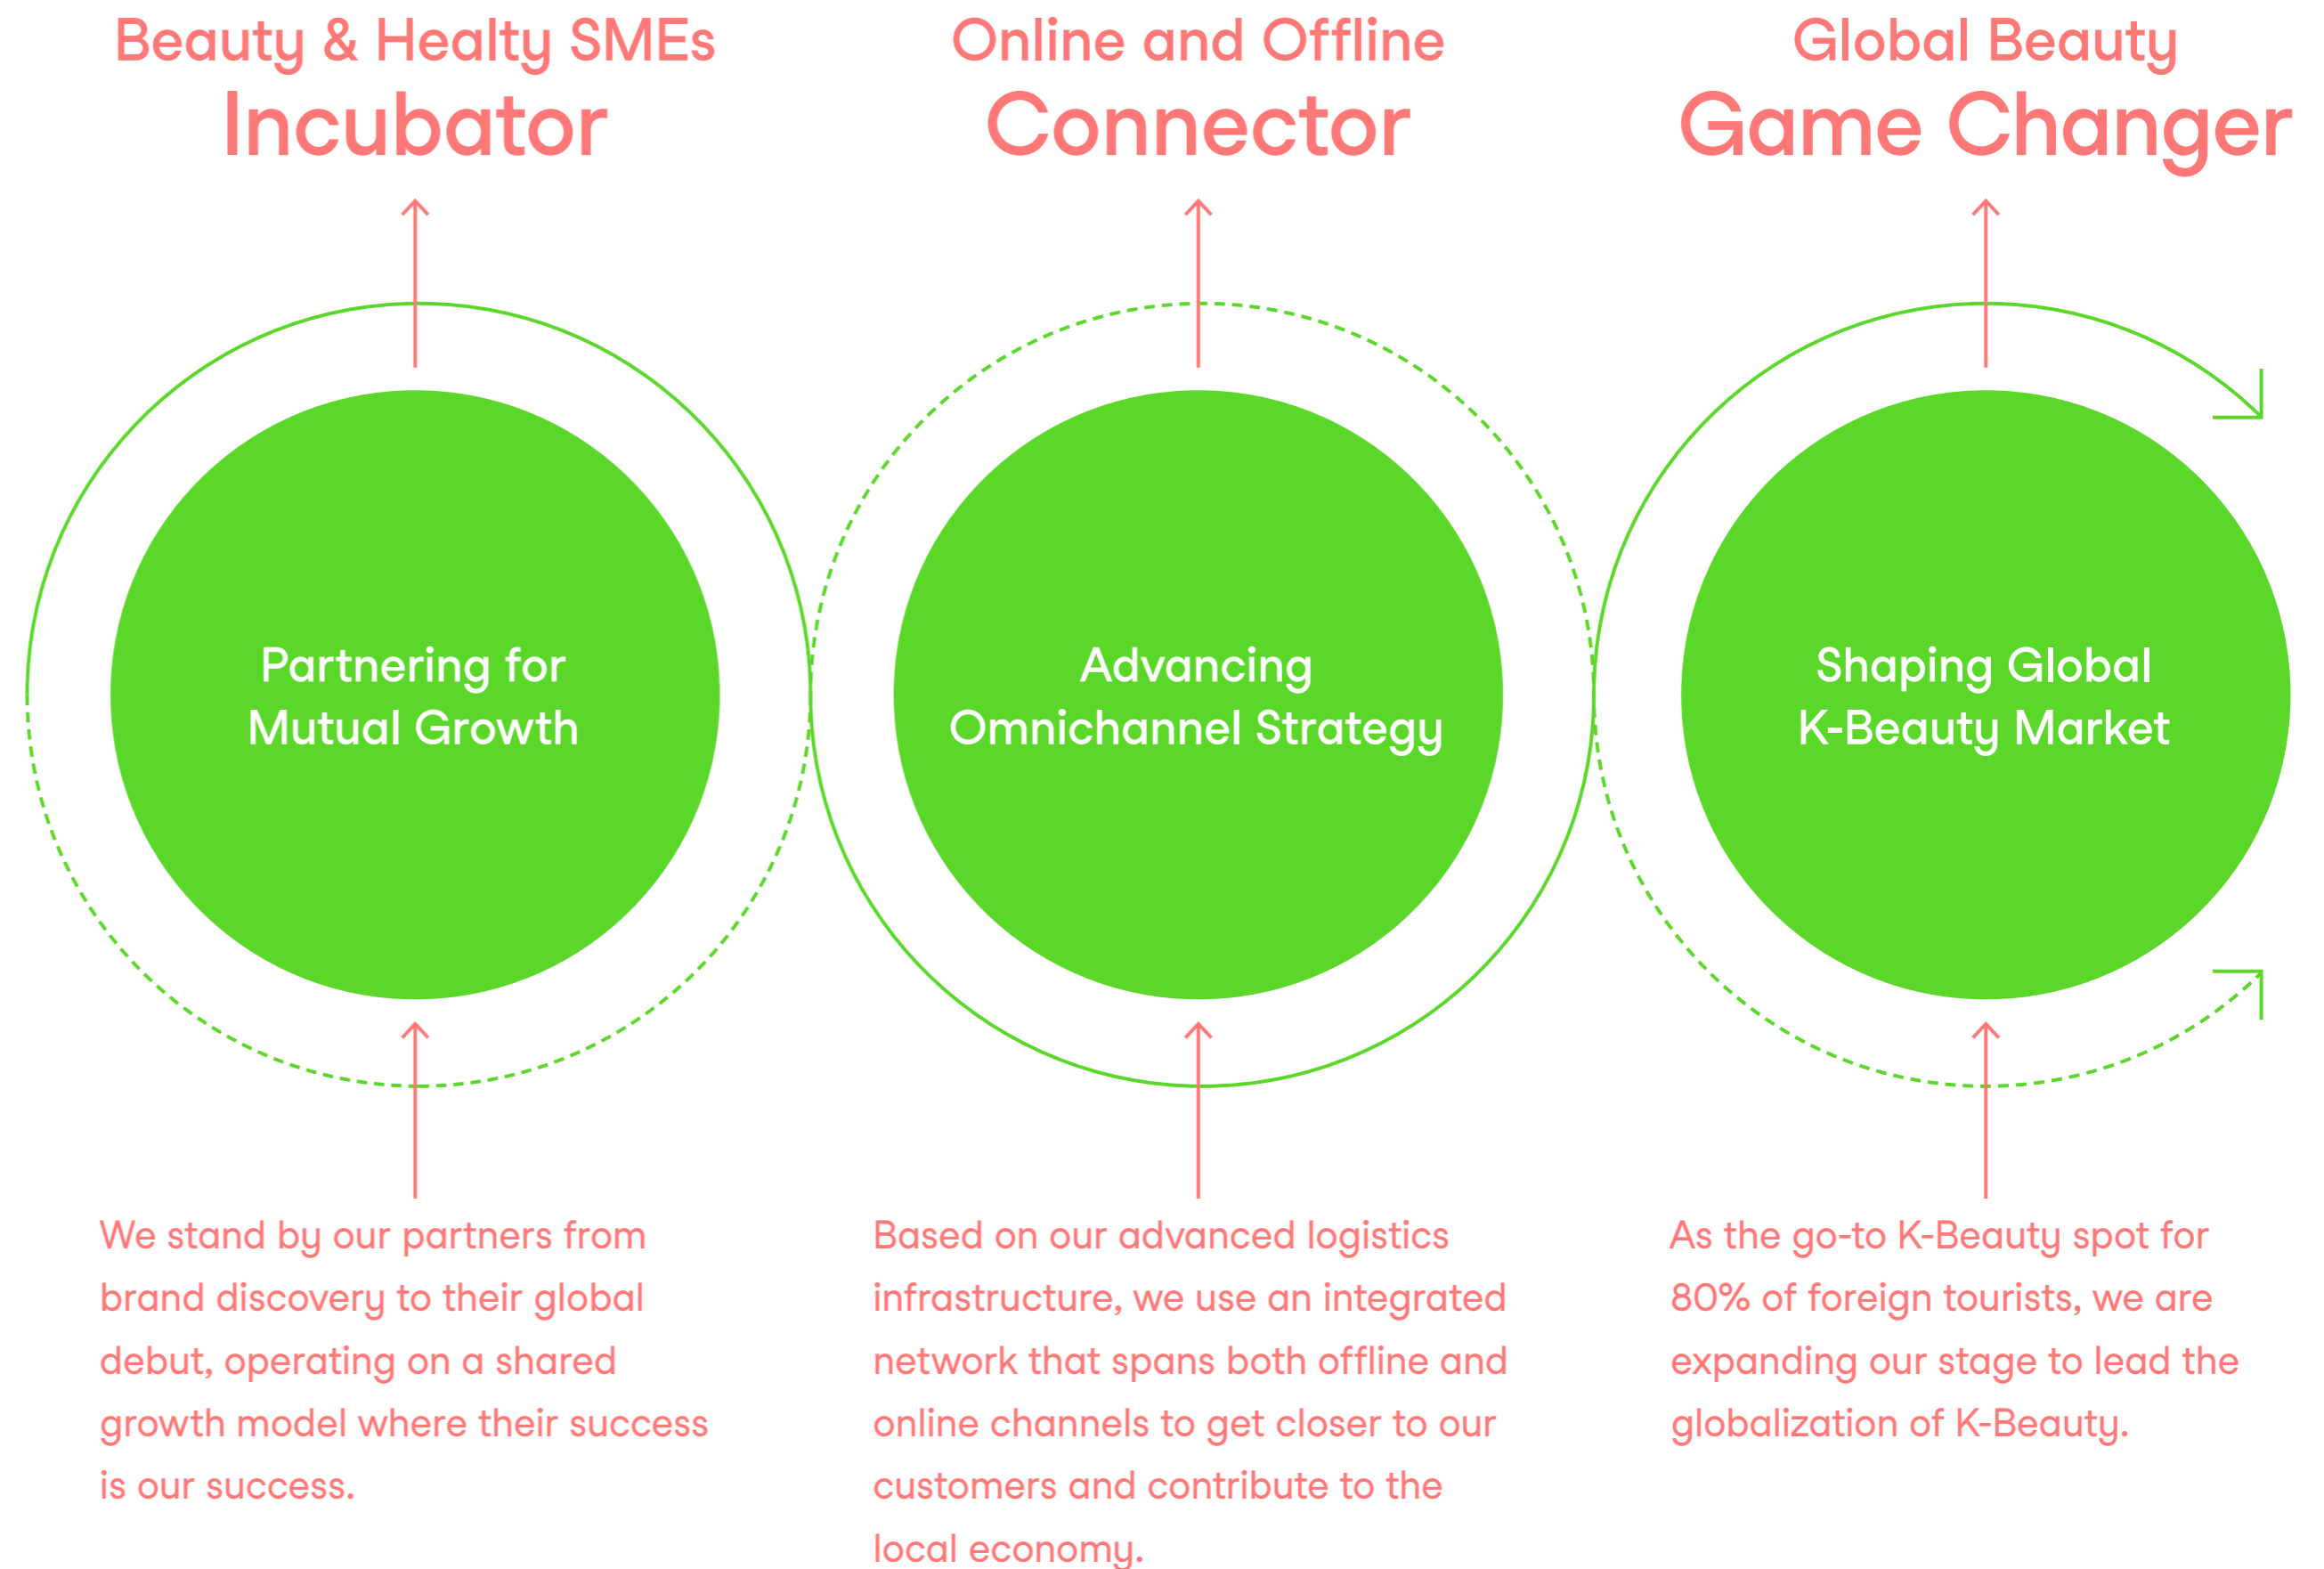 Beauty & Healty SMEs
Incubator
Partnering for
Mutual Growth
We stand by our partners from
brand discovery to their global
debut, operating on a shared
growth model where their success
is our success.
Online and Offline
Connector
Advancing
Omnichannel Strategy
Based on our advanced logistics
infrastructure, we use an integrated
network that spans both offline and
online channels to get closer to our
customers and contribute to the
local economy.
Global Beauty
Game Changer
Shaping Global
K-Beauty Market
As the go-to K-Beauty spot for
80% of foreign tourists, we are
expanding our stage to lead the
globalization of K-Beauty.